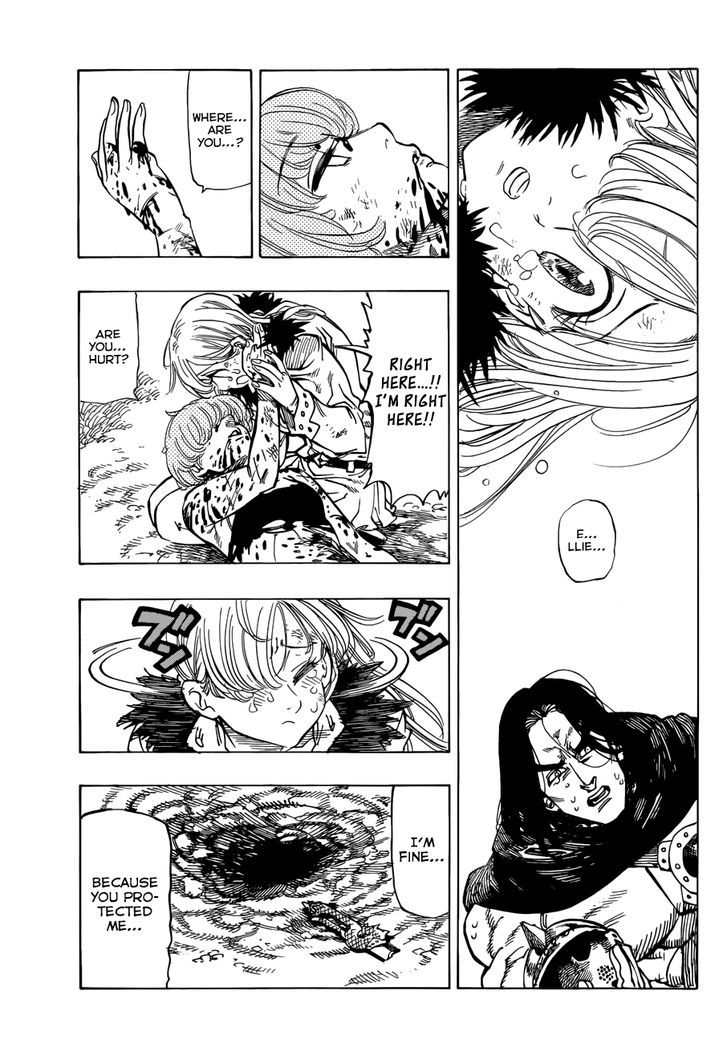 E...
LLIE...
WHERE...
ARE
YOU...?
RIGHT
HERE...!!
I'M RIGHT
HERE!!
ARE
YOU...
HURT?
ブン
ブン
I'M
FINE...
BECAUSE
YOU PRO-
TECTED
ME...